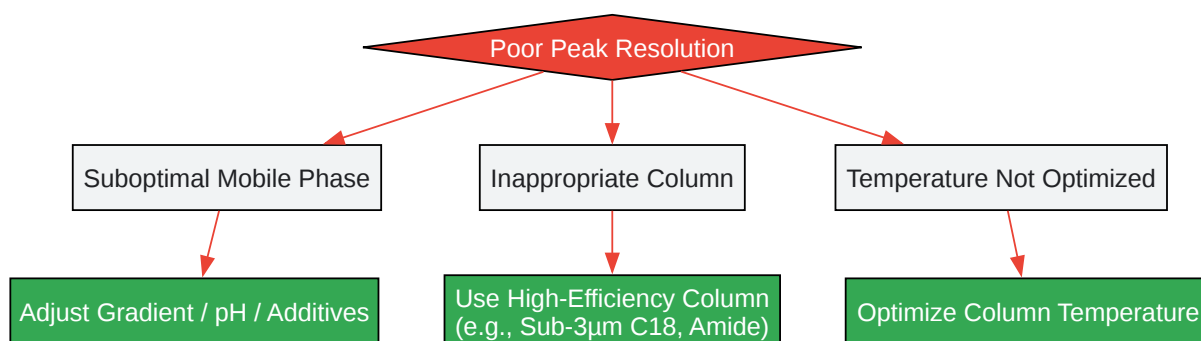 Poor Peak Resolution
Suboptimal Mobile Phase
Inappropriate Column
Temperature Not Optimized
Adjust Gradient / pH / Additives
Use High-Efficiency Column
(e.g., Sub-3µm C18, Amide)
Optimize Column Temperature